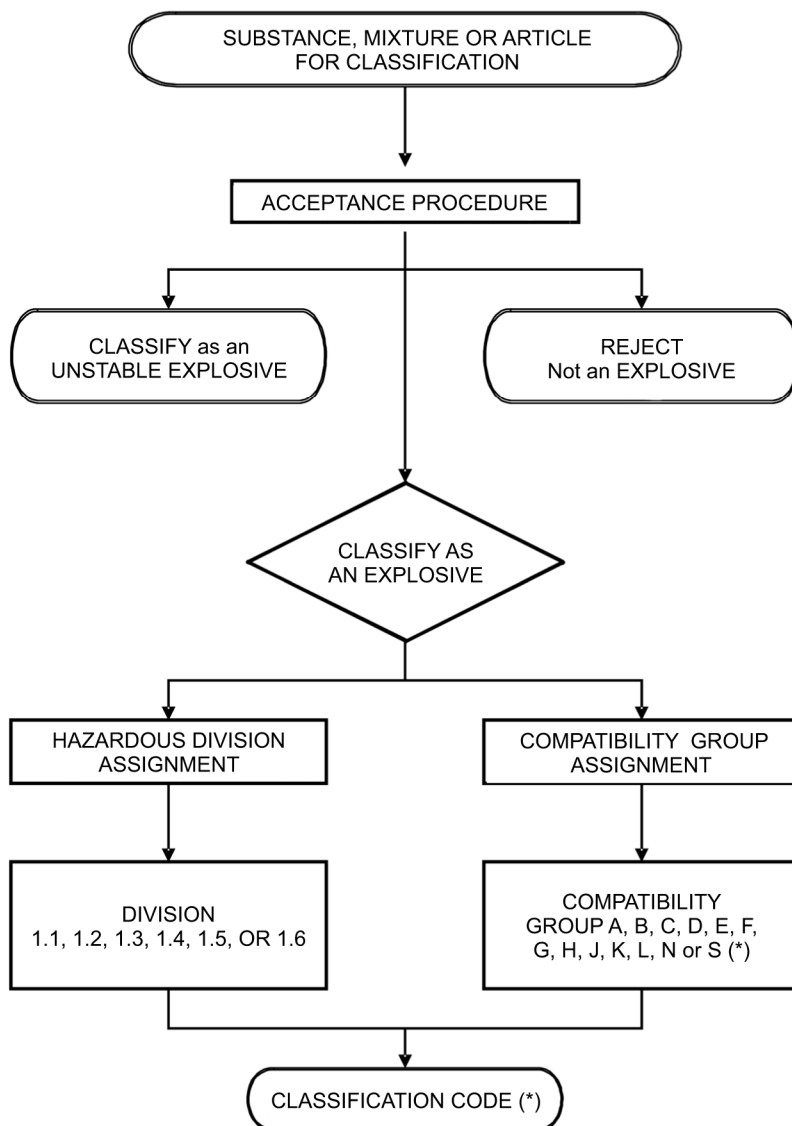 SUBSTANCE, MIXTURE OR ARTICLE
FOR CLASSIFICATION
ACCEPTANCE PROCEDURE
CLASSIFY as an
UNSTABLE EXPLOSIVE
REJECT
Not an EXPLOSIVE
CLASSIFY AS
AN EXPLOSIVE
HAZARDOUS DIVISION
ASSIGNMENT
COMPATIBILITY GROUP
ASSIGNMENT
DIVISION
1.1, 1.2, 1.3, 1.4, 1.5, OR 1.6
COMPATIBILITY
GROUP A, B, C, D, E, F,
G, H, J, K, L, N or S (*)
CLASSIFICATION CODE (*)